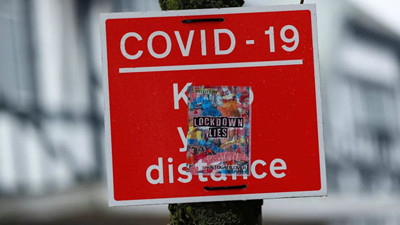 COVID-19
K
LOCKDOWN
LIES
distance